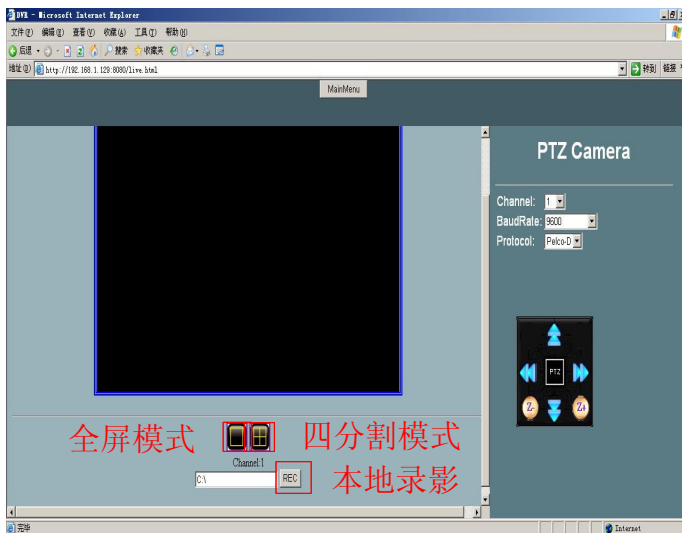 DVR - Microsoft Internet Explorer
文件(F) 编辑(E) 查看(V) 收藏(A) 工具(T) 帮助(H)
后退 搜索 收藏夹
地址(D) http://192.168.1.129:8080/live.html 转到 链接
MainMenu
PTZ Camera
Channel: 1
BaudRate: 9600
Protocol: Pelco-D
PTZ
Z- Z+
全屏模式 四分割模式
Channel:1
C:\ REC 本地录影
完毕 Internet